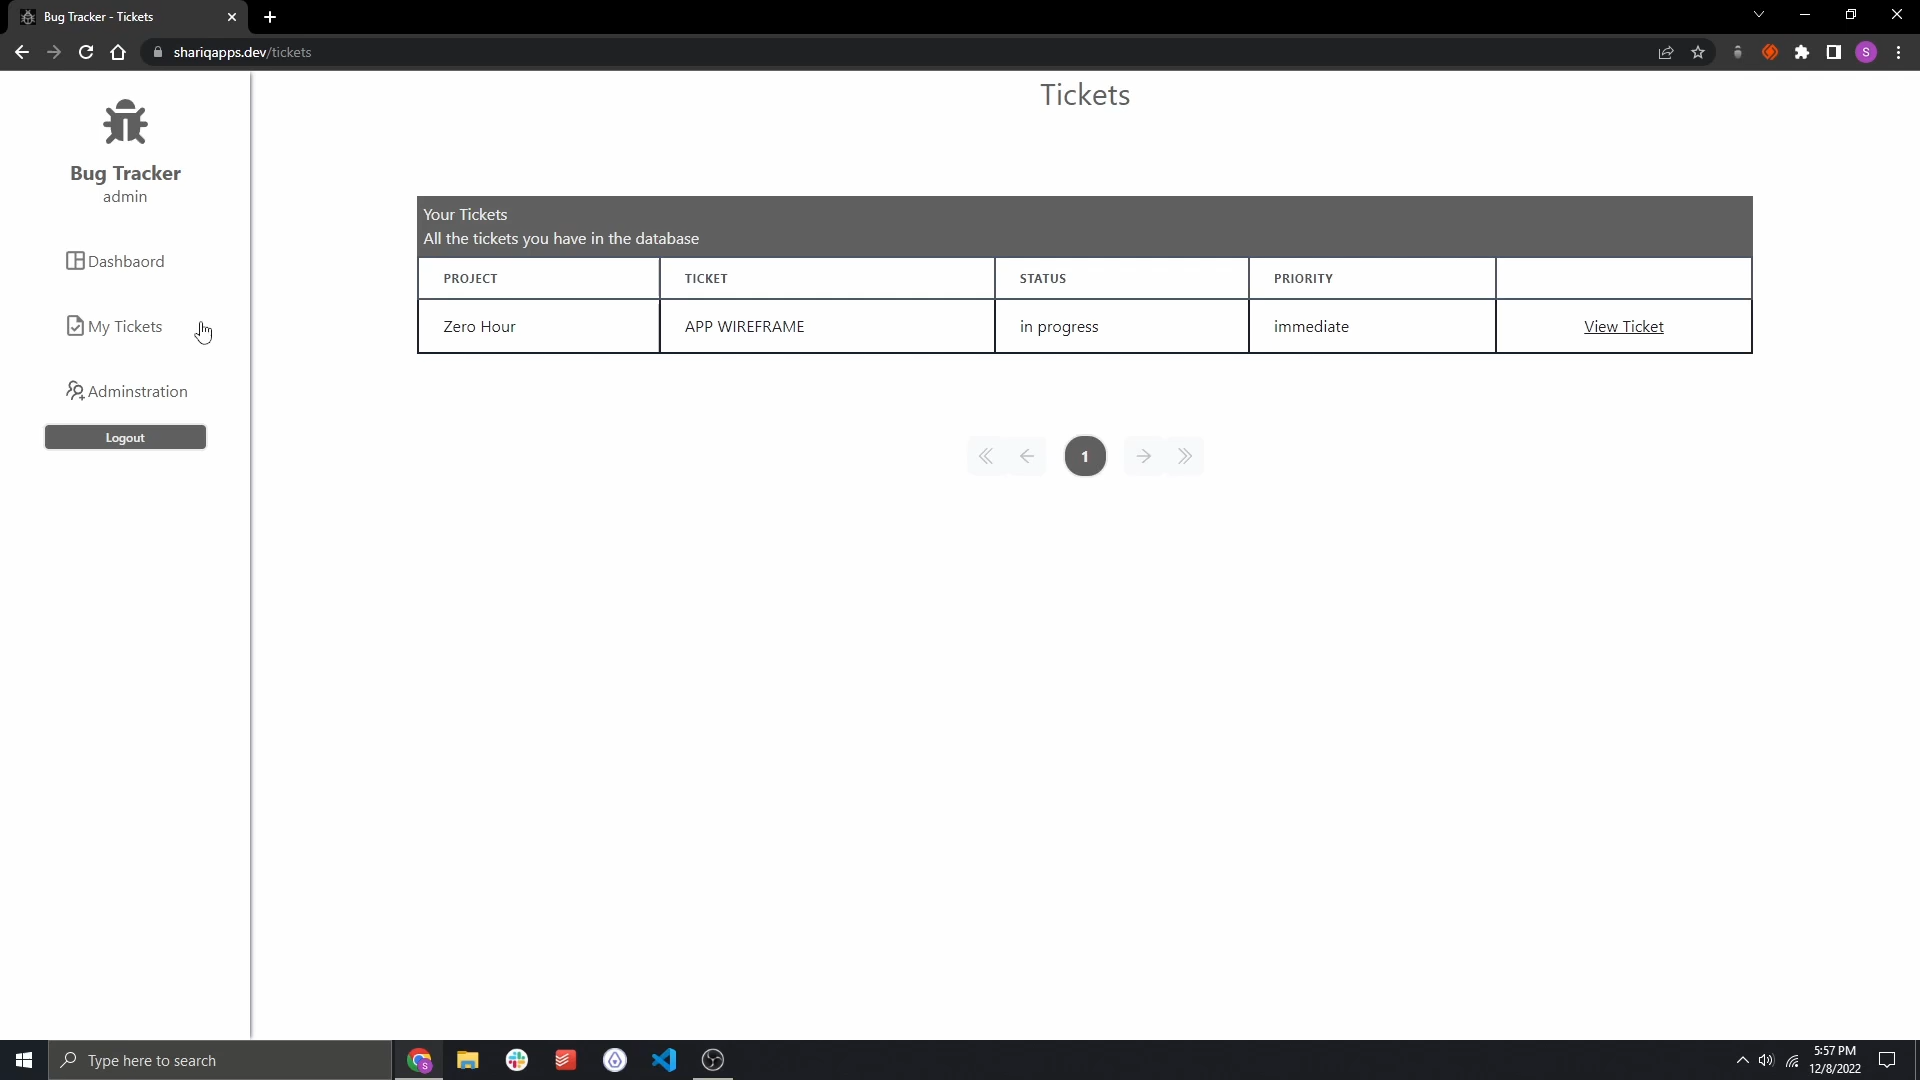 Bug Tracker - Tickets
shariqapps.dev/tickets
S
Bug Tracker
admin
Dashbaord
My Tickets
Adminstration
Logout
Tickets
Your Tickets
All the tickets you have in the database
PROJECT TICKET STATUS PRIORITY
Zero Hour APP WIREFRAME in progress immediate View Ticket
1
Type here to search
S
5:57 PM
12/8/2022